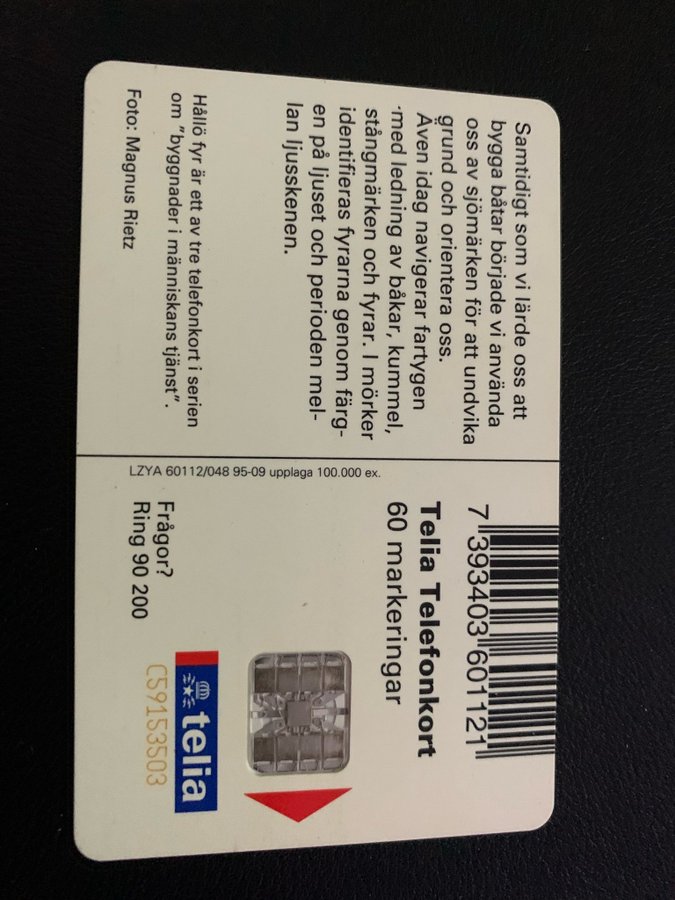 Samtidigt som vi lärde oss att
bygga båtar började vi använda
oss av sjömärken för att undvika
grund och orientera oss.
Även idag navigerar fartygen
med ledning av båkar, kummel,
stångmärken och fyrar. I mörker
identifieras fyrarna genom färg-
en på ljuset och perioden mel-
lan ljusskenen.
Hållö fyr är ett av tre telefonkort i serien
om "byggnader i människans tjänst".
Foto: Magnus Rietz
LZYA 60112/048 95-09 upplaga 100.000 ex.
7 393403 601121
Telia Telefonkort
60 markeringar
Frågor?
Ring 90 200
telia
C59153503